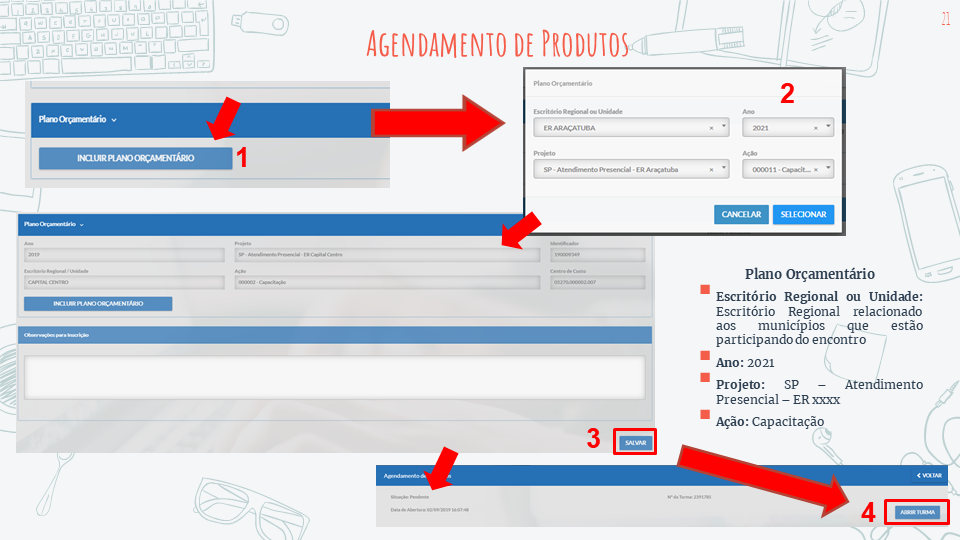 21
Agendamento de Produtos
Plano Orçamentário
INCLUIR PLANO ORÇAMENTÁRIO
1
Plano Orçamentário
2
Escritório Regional ou Unidade
Ano
ER ARAÇATUBA ×
2021 ×
Projeto
Ação
SP - Atendimento Presencial - ER Araçatuba ×
000011 - Capacit... ×
CANCELAR
SELECIONAR
Plano Orçamentário
Ano
Projeto
Identificador
2019
SP - Atendimento Presencial - ER Capital Centro
190009349
Escritório Regional / Unidade
Ação
Centro de Custo
CAPITAL CENTRO
000002 - Capacitação
INCLUIR PLANO ORÇAMENTÁRIO
Observações para Inscrição
3
SALVAR
Plano Orçamentário
Escritório Regional ou Unidade:
Escritório Regional relacionado
aos municípios que estão
participando do encontro
Ano: 2021
Projeto: SP – Atendimento
Presencial – ER xxxx
Ação: Capacitação
Agendamento de
VOLTAR
Situação: Pendente
Nº da Turma: 2391781
Data de Abertura: 02/09/2019 16:07:48
4
ABRIR TURMA